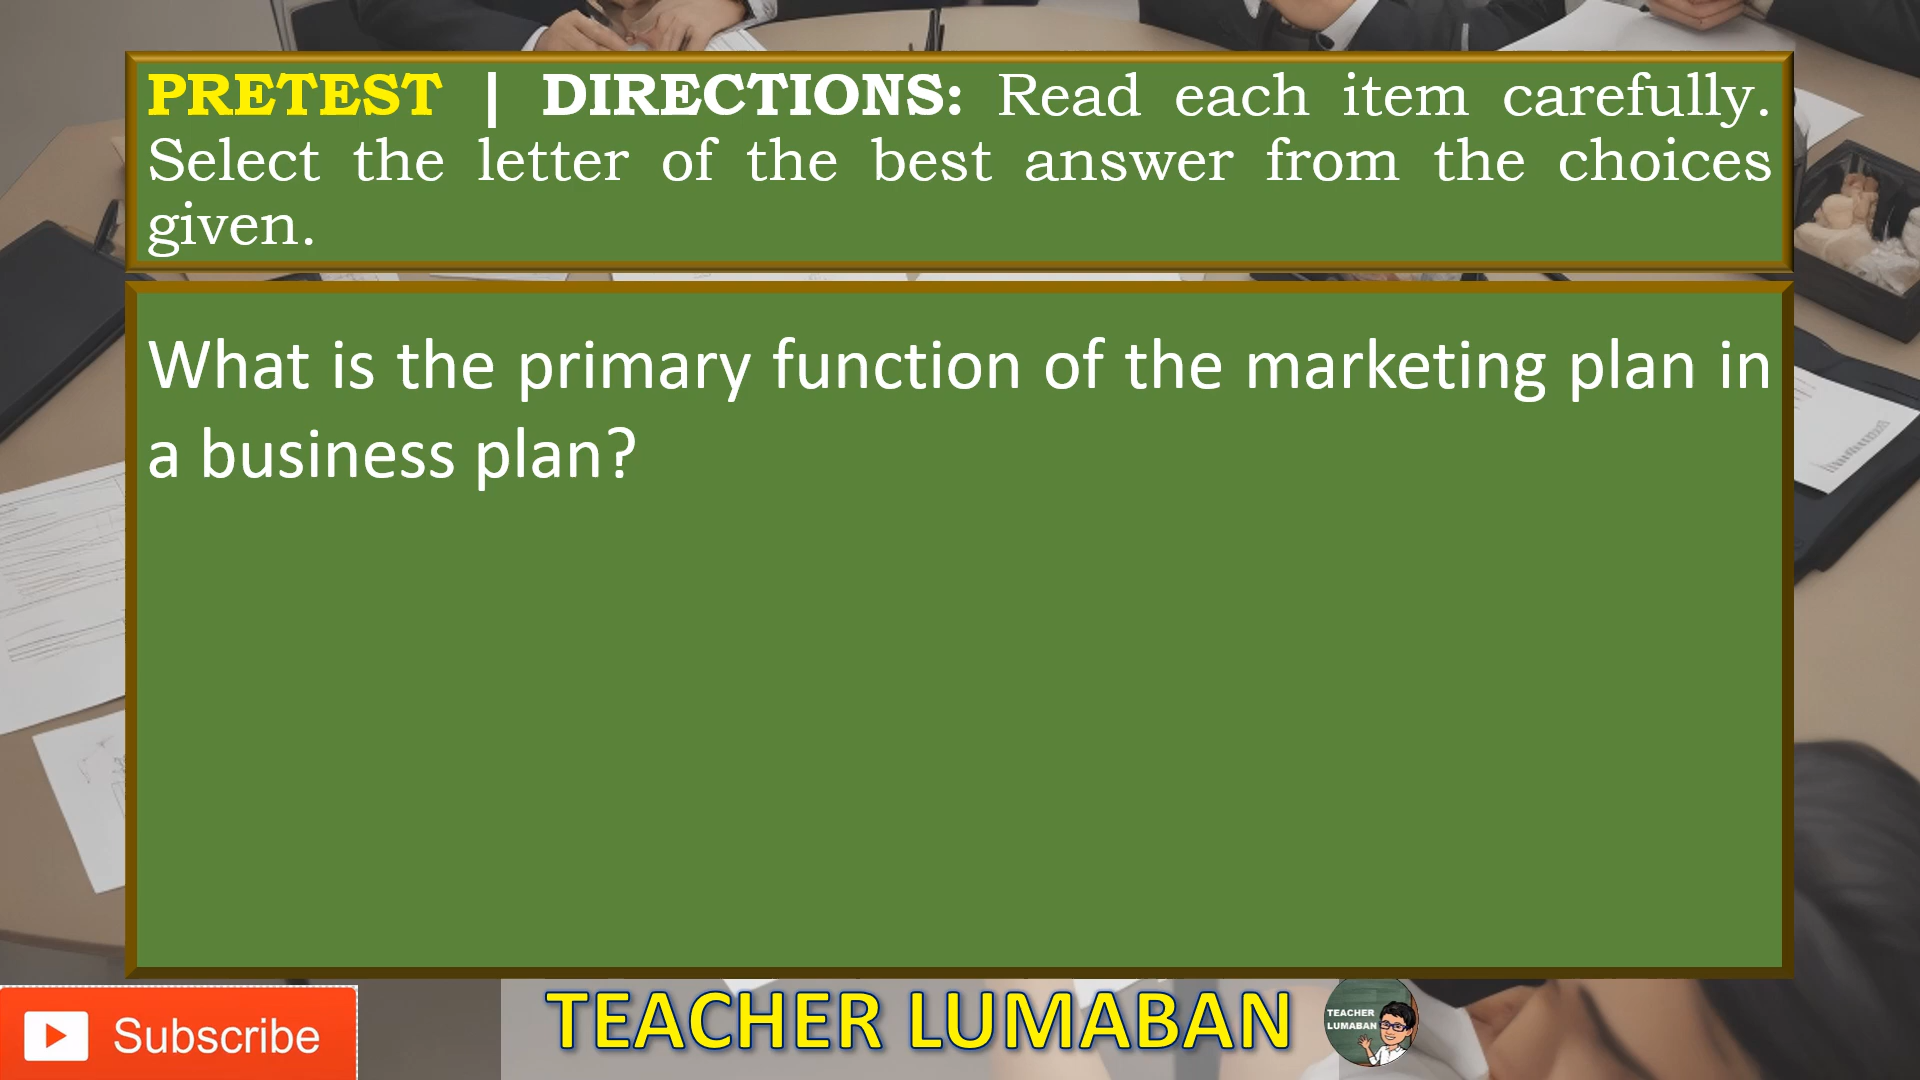 PRETEST | DIRECTIONS: Read each item carefully.
Select the letter of the best answer from the choices
given.
What is the primary function of the marketing plan in
a business plan?
Subscribe
TEACHER LUMABAN
TEACHER
LUMABAN